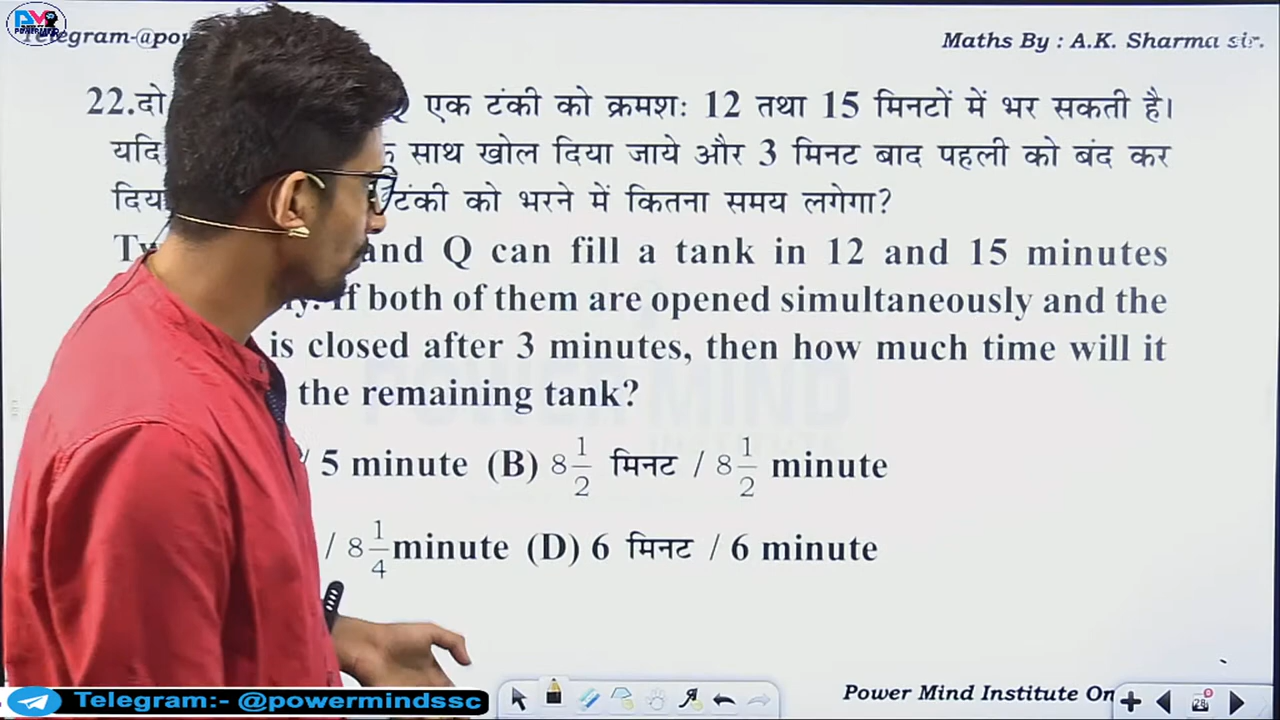 Maths By : A.K. Sharma sir.
22.दो एक टंकी को क्रमशः 12 तथा 15 मिनटों में भर सकती है।
यदि साथ खोल दिया जाये और 3 मिनट बाद पहली को बंद कर
टंकी को भरने में कितना समय लगेगा?
and Q can fill a tank in 12 and 15 minutes
If both of them are opened simultaneously and the
is closed after 3 minutes, then how much time will it
the remaining tank?
/ 5 minute (B) 8 1/2 मिनट / 8 1/2 minute
/ 8 1/4 minute (D) 6 मिनट / 6 minute
POWER MIND
Telegram:- @powermindssc
Power Mind Institute
28